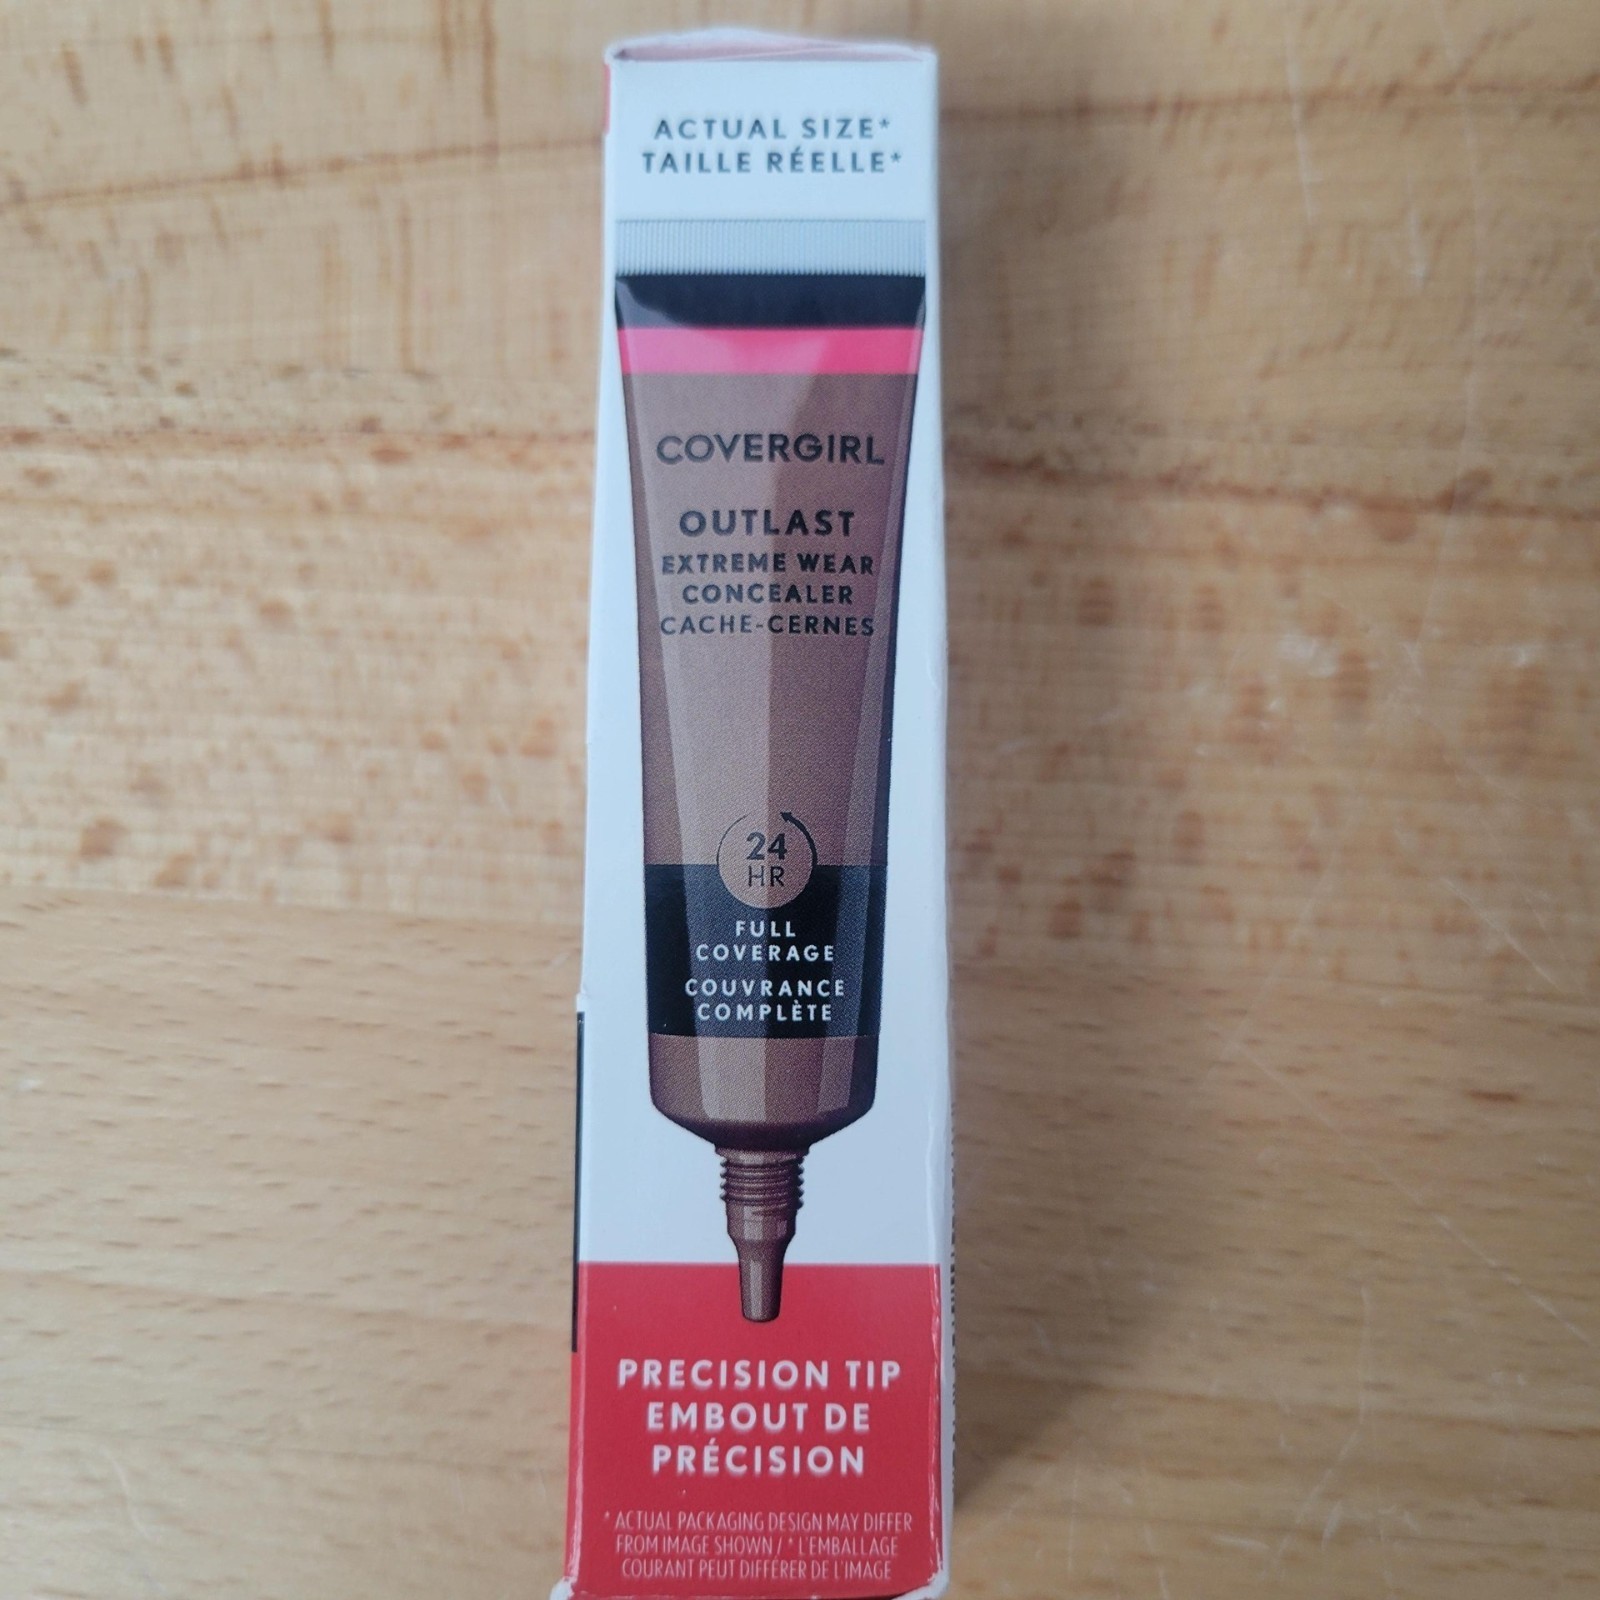 ACTUAL SIZE*
TAILLE RÉELLE*
COVERGIRL
OUTLAST
EXTREME WEAR
CONCEALER
CACHE-CERNES
24
HR
FULL
COVERAGE
COUVRANCE
COMPLÈTE
PRECISION TIP
EMBOUT DE
PRÉCISION
* ACTUAL PACKAGING DESIGN MAY DIFFER
FROM IMAGE SHOWN / * L'EMBALLAGE
COURANT PEUT DIFFÉRER DE L'IMAGE